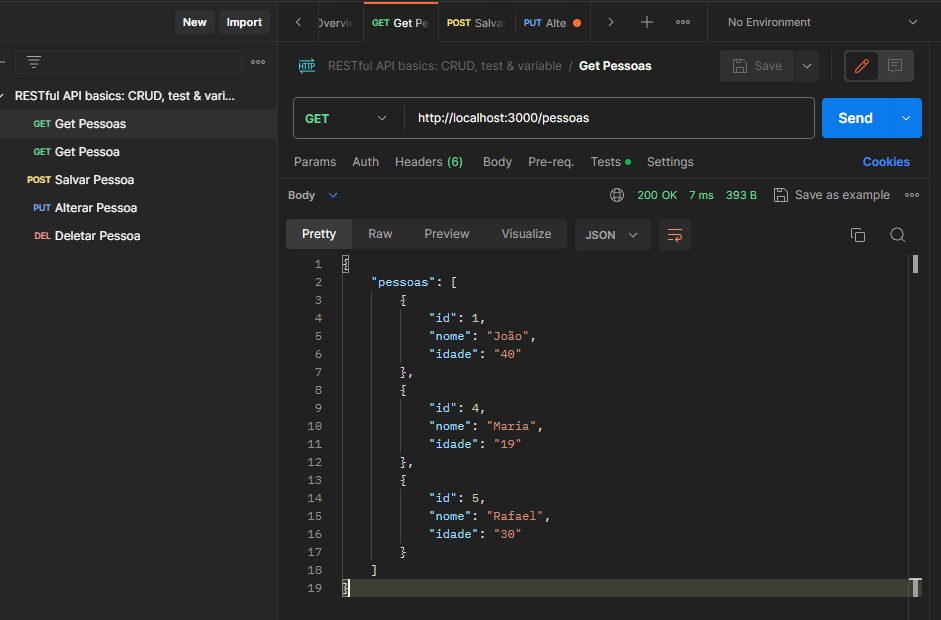 New Import
GET Get Pe POST Salva PUT Alte No Environment
HTTP RESTful API basics: CRUD, test & variable / Get Pessoas Save
RESTful API basics: CRUD, test & vari...
GET Get Pessoas
GET Get Pessoa
POST Salvar Pessoa
PUT Alterar Pessoa
DEL Deletar Pessoa
GET http://localhost:3000/pessoas Send
Params Auth Headers (6) Body Pre-req. Tests Settings Cookies
Body 200 OK 7 ms 393 B Save as example
Pretty Raw Preview Visualize JSON
1 {
2 "pessoas": [
3 {
4 "id": 1,
5 "nome": "João",
6 "idade": "40"
7 },
8 {
9 "id": 4,
10 "nome": "Maria",
11 "idade": "19"
12 },
13 {
14 "id": 5,
15 "nome": "Rafael",
16 "idade": "30"
17 }
18 ]
19 }